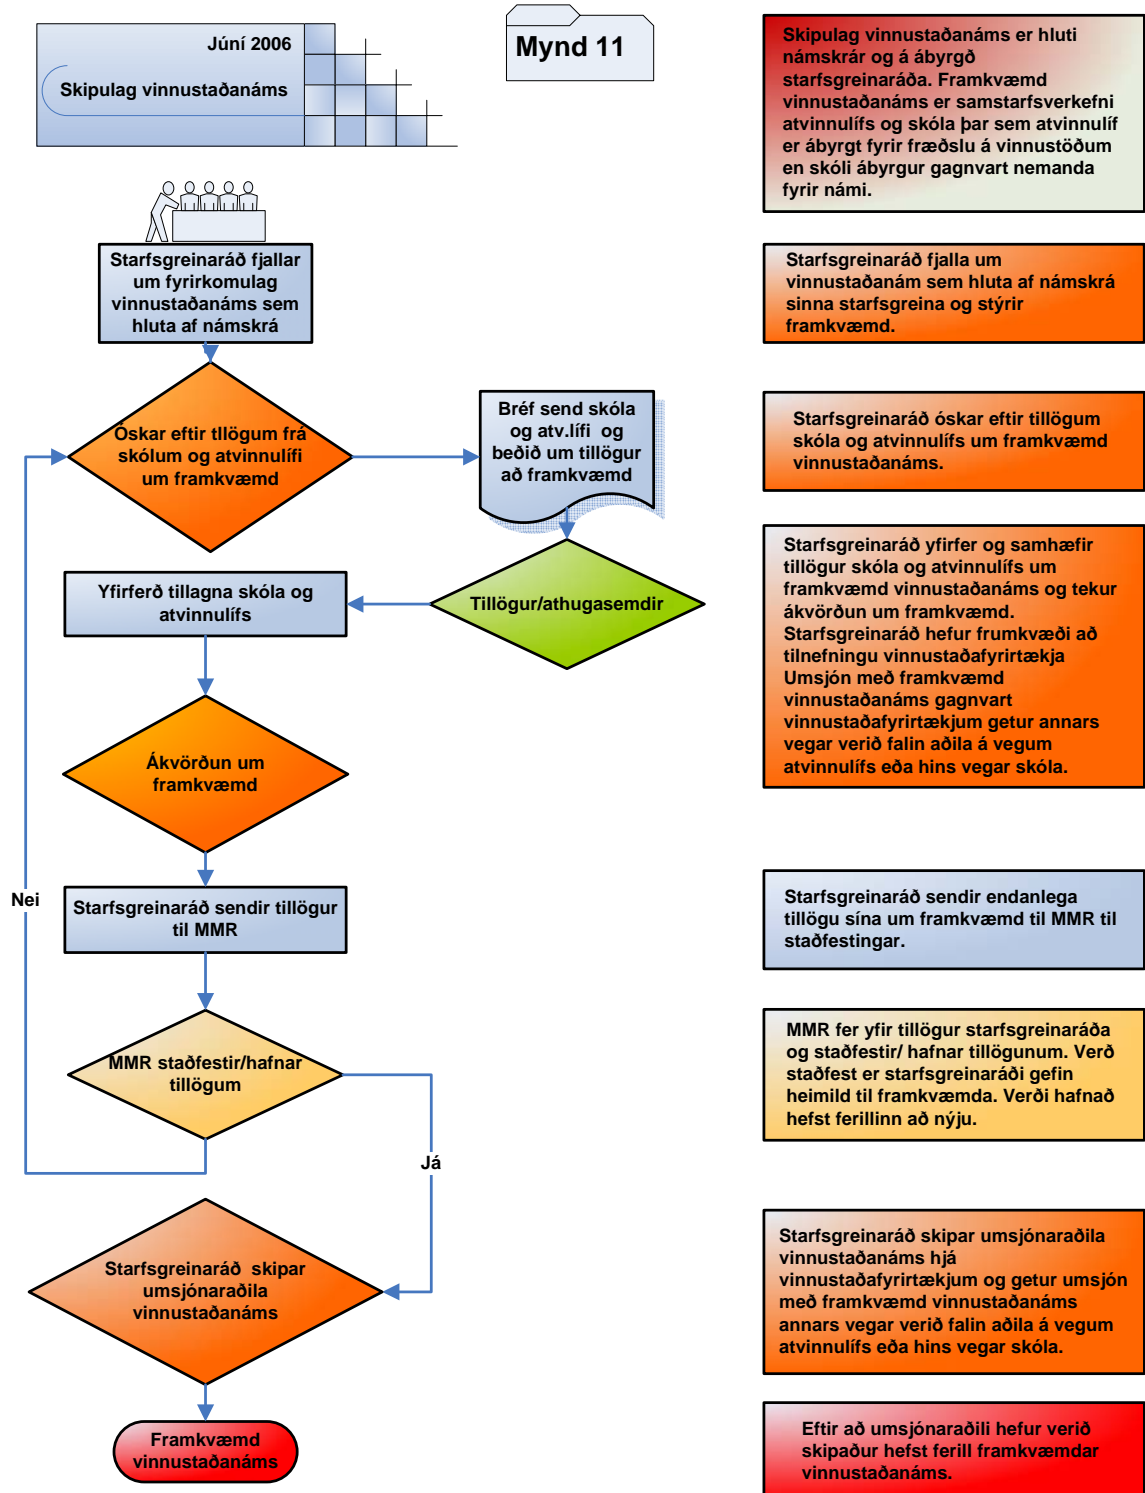 Júní 2006
Skipulag vinnustaðanáms
Mynd 11
Skipulag vinnustaðanáms er hluti
námskrár og á ábyrgð
starfsgreinaráða. Framkvæmd
vinnustaðanáms er samstarfsverkefni
atvinnulífs og skóla þar sem atvinnulíf
er ábyrgt fyrir fræðslu á vinnustöðum
en skóli ábyrgur gagnvart nemanda
fyrir námi.
Starfsgreinaráð fjallar
um fyrirkomulag
vinnustaðanáms sem
hluta af námskrá
Starfsgreinaráð fjalla um
vinnustaðanám sem hluta af námskrá
sinna starfsgreina og stýrir
framkvæmd.
Óskar eftir tllögum frá
skólum og atvinnulífi
um framkvæmd
Bréf send skóla
og atv.lífi og
beðið um tillögur
að framkvæmd
Starfsgreinaráð óskar eftir tillögum
skóla og atvinnulífs um framkvæmd
vinnustaðanáms.
Yfirferð tillagna skóla og
atvinnulífs
Tillögur/athugasemdir
Starfsgreinaráð yfirfer og samhæfir
tillögur skóla og atvinnulífs um
framkvæmd vinnustaðanáms og tekur
ákvörðun um framkvæmd.
Starfsgreinaráð hefur frumkvæði að
tilnefningu vinnustaðafyrirtækja
Umsjón með framkvæmd
vinnustaðanáms gagnvart
vinnustaðafyrirtækjum getur annars
vegar verið falin aðila á vegum
atvinnulífs eða hins vegar skóla.
Ákvörðun um
framkvæmd
Nei
Starfsgreinaráð sendir tillögur
til MMR
Starfsgreinaráð sendir endanlega
tillögu sína um framkvæmd til MMR til
staðfestingar.
MMR staðfestir/hafnar
tillögum
MMR fer yfir tillögur starfsgreinaráða
og staðfestir/ hafnar tillögunum. Verð
staðfest er starfsgreinaráði gefin
heimild til framkvæmda. Verði hafnað
hefst ferillinn að nýju.
Já
Starfsgreinaráð skipar
umsjónaraðila
vinnustaðanáms
Starfsgreinaráð skipar umsjónaraðila
vinnustaðanáms hjá
vinnustaðafyrirtækjum og getur umsjón
með framkvæmd vinnustaðanáms
annars vegar verið falin aðila á vegum
atvinnulífs eða hins vegar skóla.
Framkvæmd
vinnustaðanáms
Eftir að umsjónaraðili hefur verið
skipaður hefst ferill framkvæmdar
vinnustaðanáms.